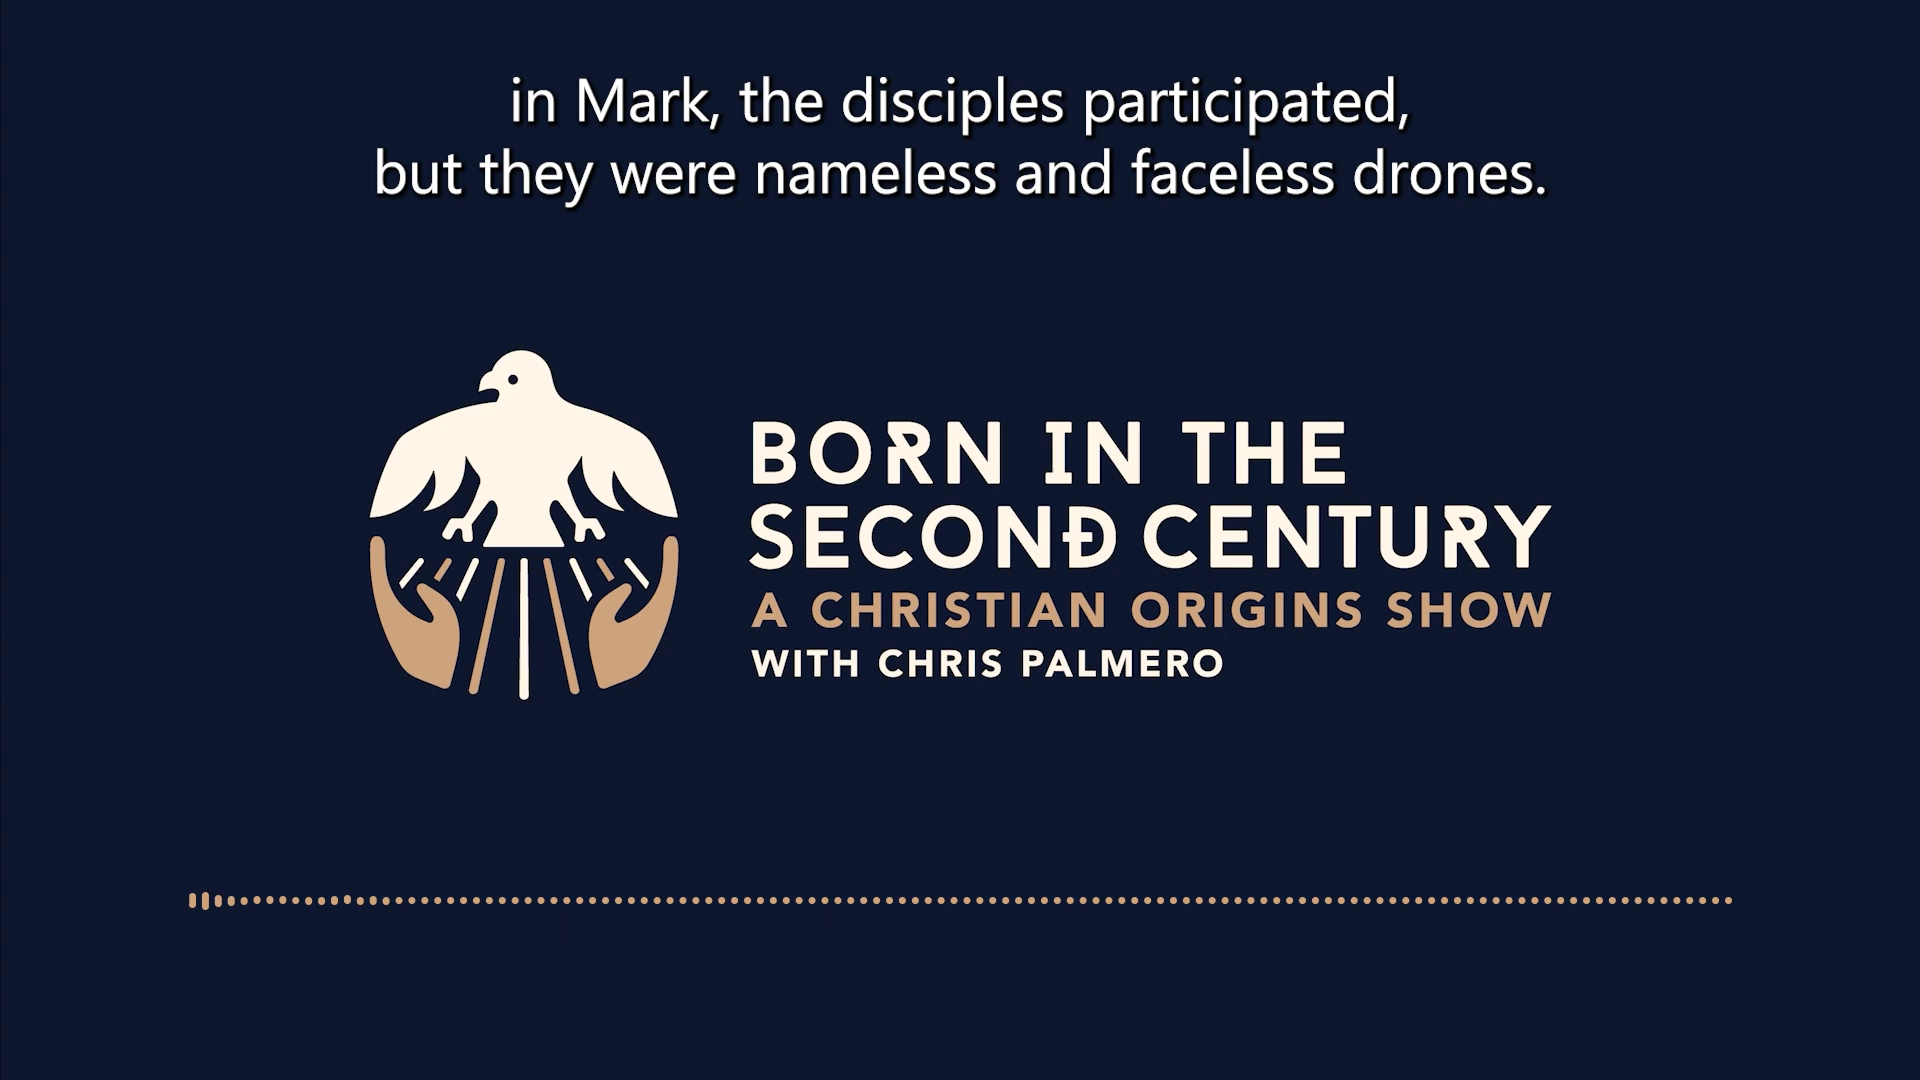 in Mark, the disciples participated,
but they were nameless and faceless drones.
BORN IN THE
SECOND CENTURY
A CHRISTIAN ORIGINS SHOW
WITH CHRIS PALMERO